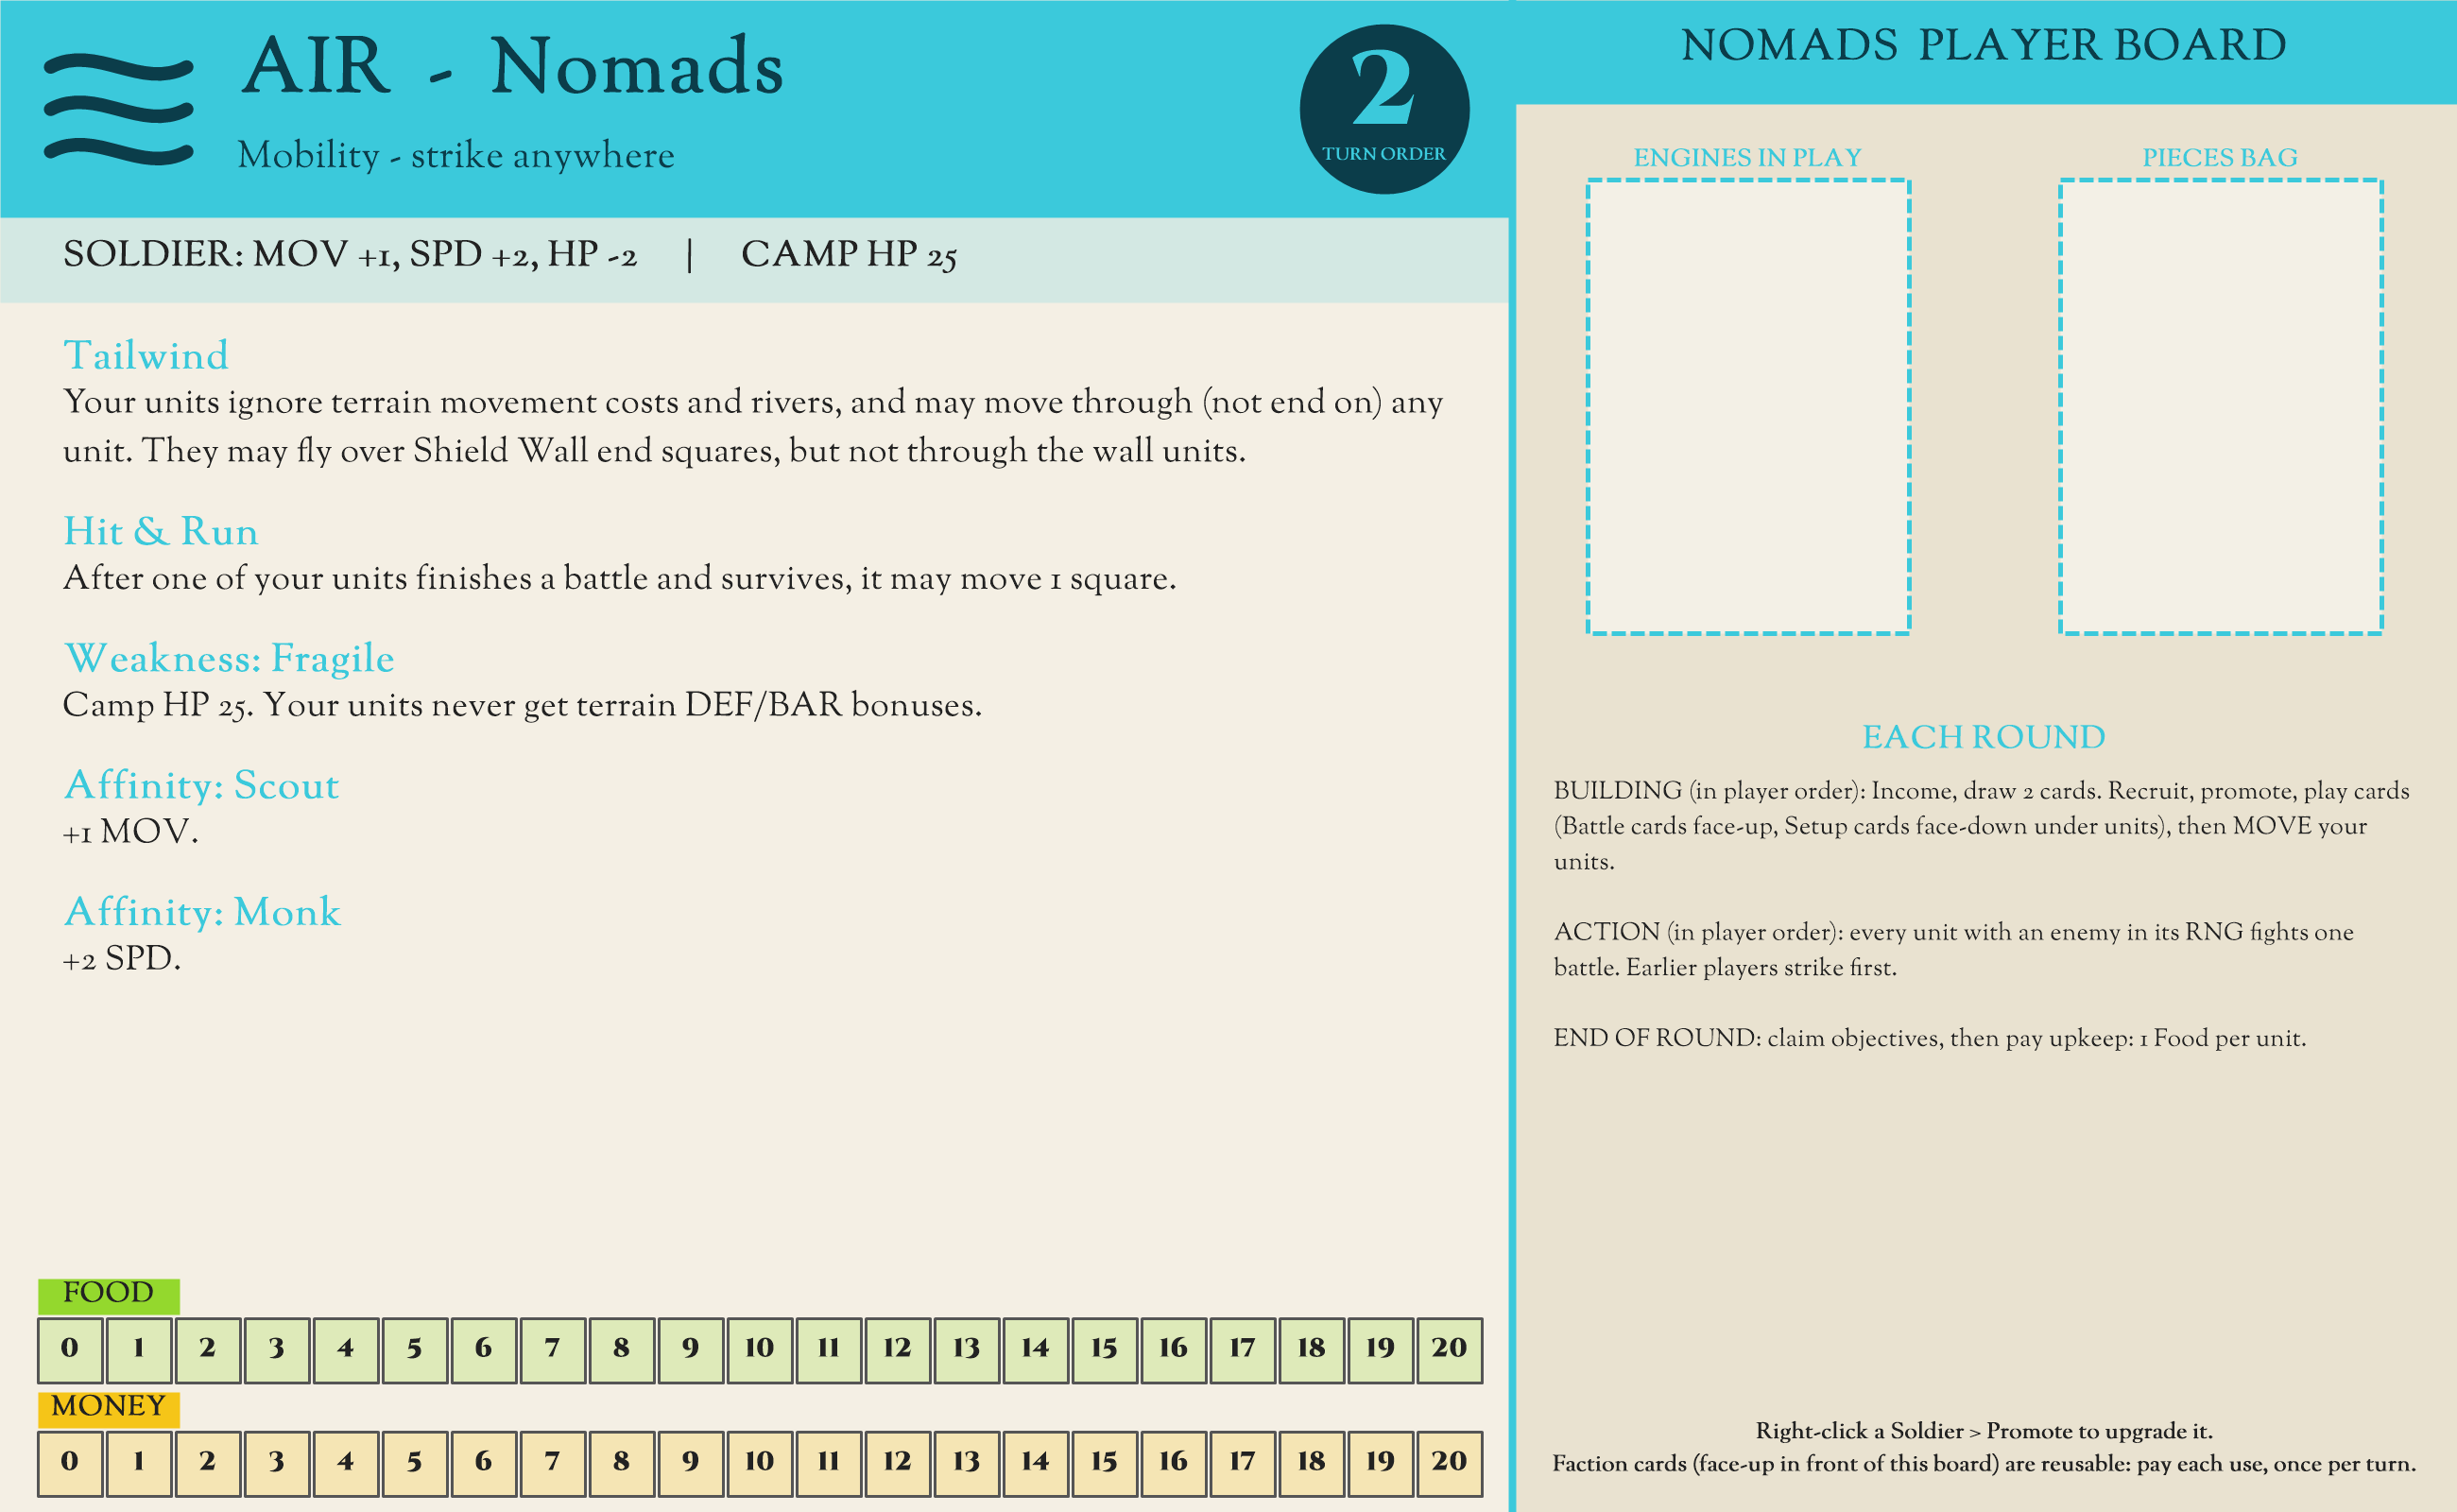 AIR - Nomads
Mobility - strike anywhere
2
TURN ORDER
SOLDIER: MOV +1, SPD +2, HP -2 | CAMP HP 25
Tailwind
Your units ignore terrain movement costs and rivers, and may move through (not end on) any
unit. They may fly over Shield Wall end squares, but not through the wall units.
Hit & Run
After one of your units finishes a battle and survives, it may move 1 square.
Weakness: Fragile
Camp HP 25. Your units never get terrain DEF/BAR bonuses.
Affinity: Scout
+1 MOV.
Affinity: Monk
+2 SPD.
FOOD
0 1 2 3 4 5 6 7 8 9 10 11 12 13 14 15 16 17 18 19 20
MONEY
0 1 2 3 4 5 6 7 8 9 10 11 12 13 14 15 16 17 18 19 20
NOMADS PLAYER BOARD
ENGINES IN PLAY
PIECES BAG
EACH ROUND
BUILDING (in player order): Income, draw 2 cards. Recruit, promote, play cards
(Battle cards face-up, Setup cards face-down under units), then MOVE your
units.
ACTION (in player order): every unit with an enemy in its RNG fights one
battle. Earlier players strike first.
END OF ROUND: claim objectives, then pay upkeep: 1 Food per unit.
Right-click a Soldier > Promote to upgrade it.
Faction cards (face-up in front of this board) are reusable: pay each use, once per turn.